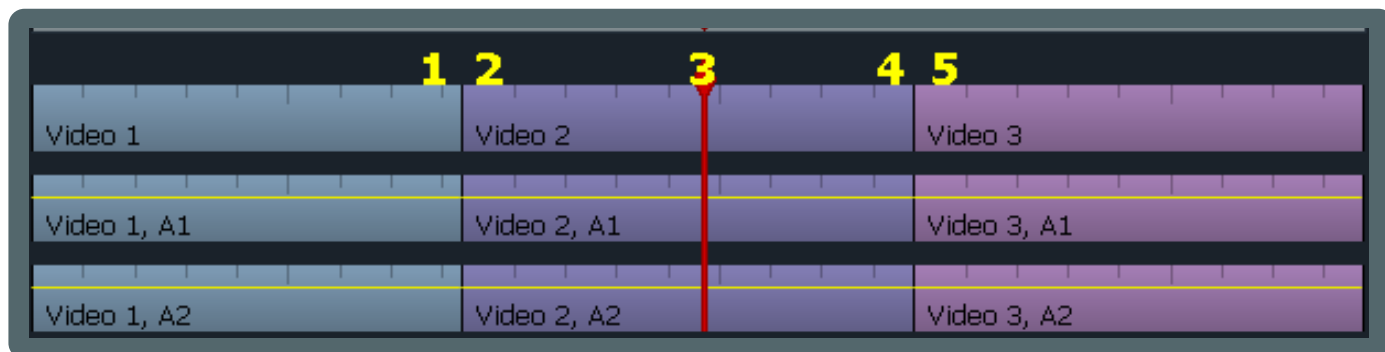 1 2 3 4 5
Video 1 Video 2 Video 3
Video 1, A1 Video 2, A1 Video 3, A1
Video 1, A2 Video 2, A2 Video 3, A2